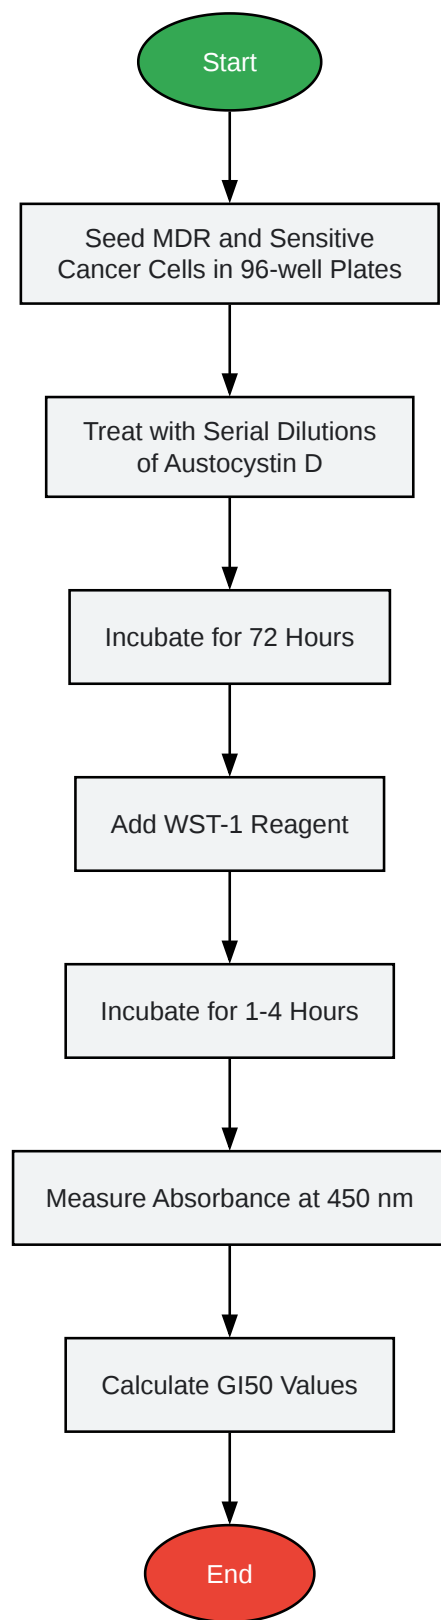 Start
Seed MDR and Sensitive
Cancer Cells in 96-well Plates
Treat with Serial Dilutions
of Austocystin D
Incubate for 72 Hours
Add WST-1 Reagent
Incubate for 1-4 Hours
Measure Absorbance at 450 nm
Calculate GI50 Values
End